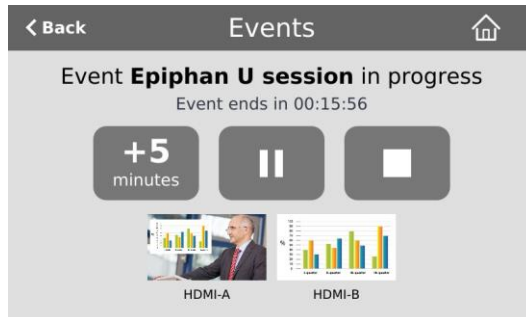 Back
Events
Event Epiphan U session in progress
Event ends in 00:15:56
+5
minutes
%
HDMI-A
HDMI-B